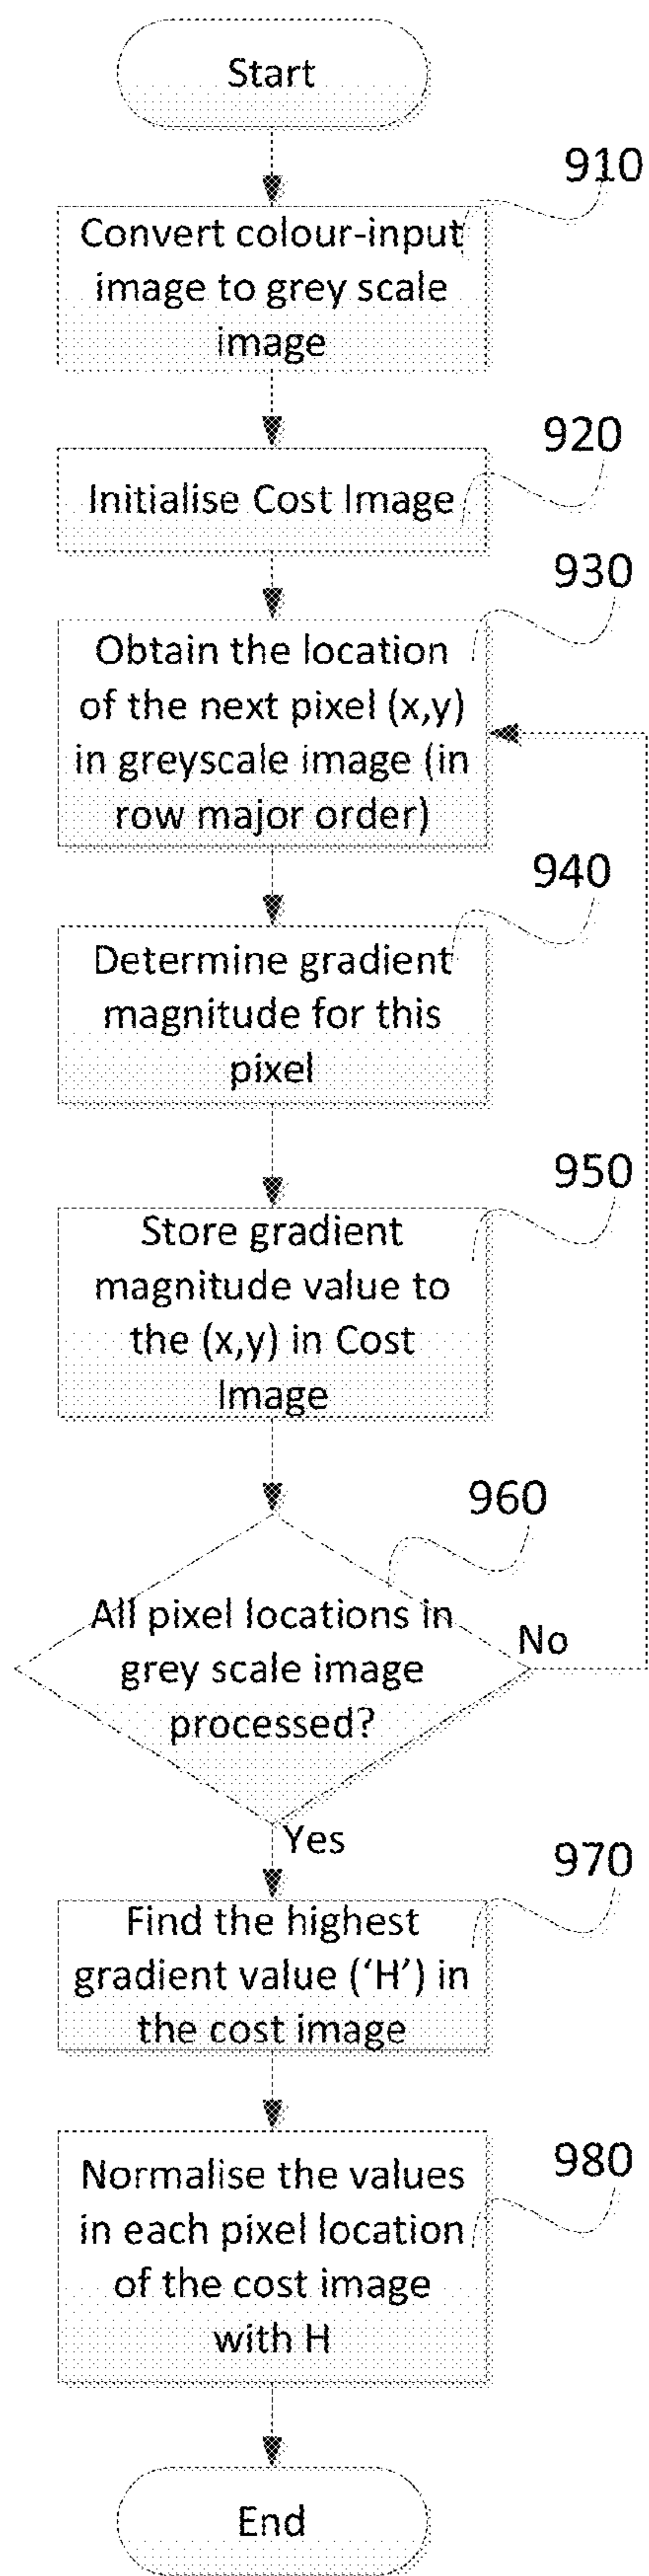 Start
910
Convert colour-input
image to grey scale
image
920
Initialise Cost Image
930
Obtain the location
of the next pixel (x,y)
in greyscale image (in
row major order)
940
Determine gradient
magnitude for this
pixel
950
Store gradient
magnitude value to
the (x,y) in Cost
Image
960
All pixel locations in
grey scale image
processed?
No
Yes
970
Find the highest
gradient value (‘H’) in
the cost image
980
Normalise the values
in each pixel location
of the cost image
with H
End